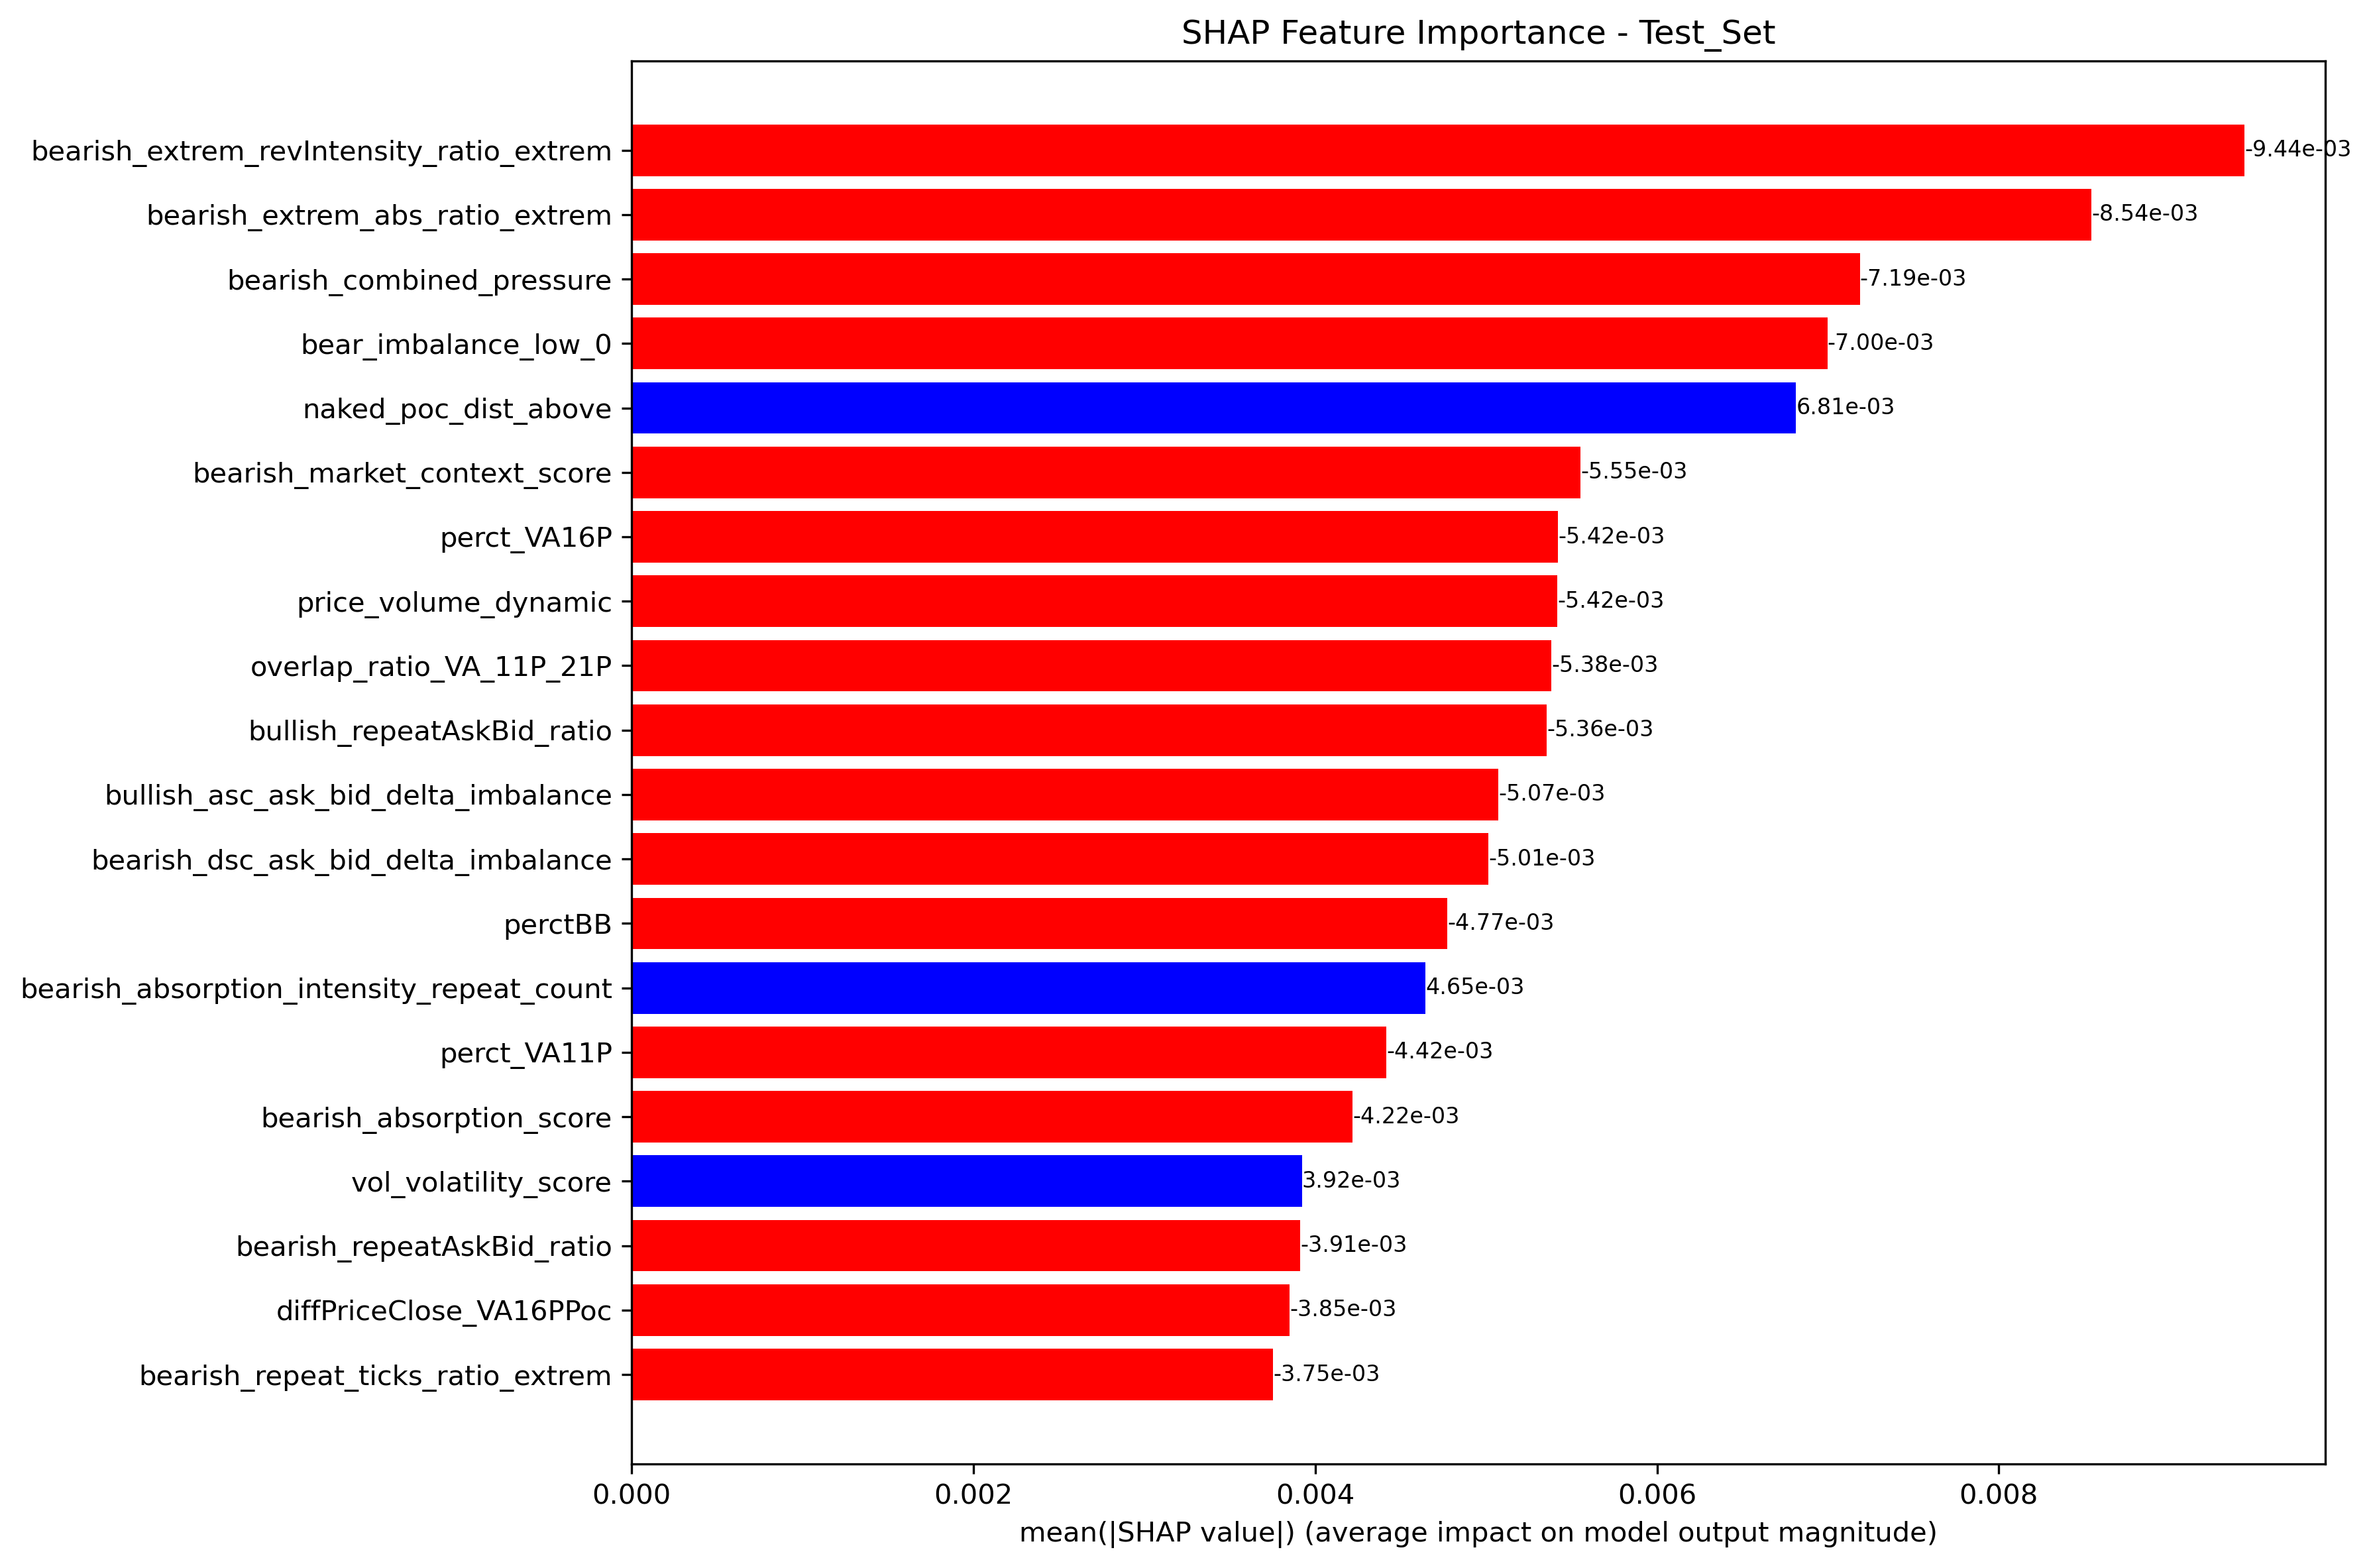 SHAP Feature Importance - Test_Set
bearish_extrem_revIntensity_ratio_extrem -9.44e-03
bearish_extrem_abs_ratio_extrem -8.54e-03
bearish_combined_pressure -7.19e-03
bear_imbalance_low_0 -7.00e-03
naked_poc_dist_above 6.81e-03
bearish_market_context_score -5.55e-03
perct_VA16P -5.42e-03
price_volume_dynamic -5.42e-03
overlap_ratio_VA_11P_21P -5.38e-03
bullish_repeatAskBid_ratio -5.36e-03
bullish_asc_ask_bid_delta_imbalance -5.07e-03
bearish_dsc_ask_bid_delta_imbalance -5.01e-03
perctBB -4.77e-03
bearish_absorption_intensity_repeat_count 4.65e-03
perct_VA11P -4.42e-03
bearish_absorption_score -4.22e-03
vol_volatility_score 3.92e-03
bearish_repeatAskBid_ratio -3.91e-03
diffPriceClose_VA16PPoc -3.85e-03
bearish_repeat_ticks_ratio_extrem -3.75e-03
0.000 0.002 0.004 0.006 0.008
mean(|SHAP value|) (average impact on model output magnitude)